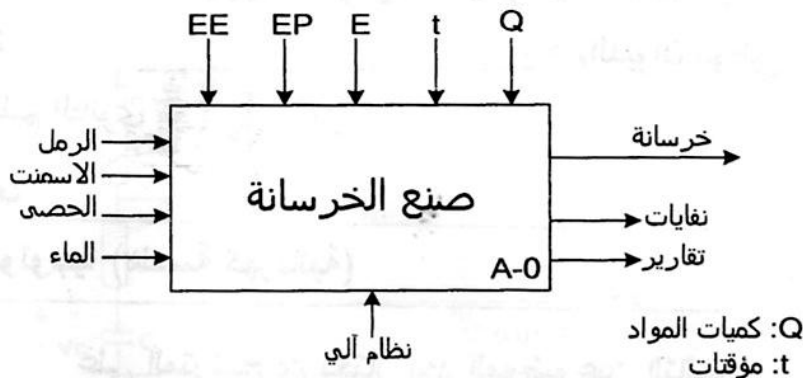 EE EP E t Q
الرمل
الاسمنت
الحصى
الماء
صنع الخرسانة
A-0
خرسانة
نفايات
تقارير
نظام آلي
Q: كميات المواد
t: مؤقتات